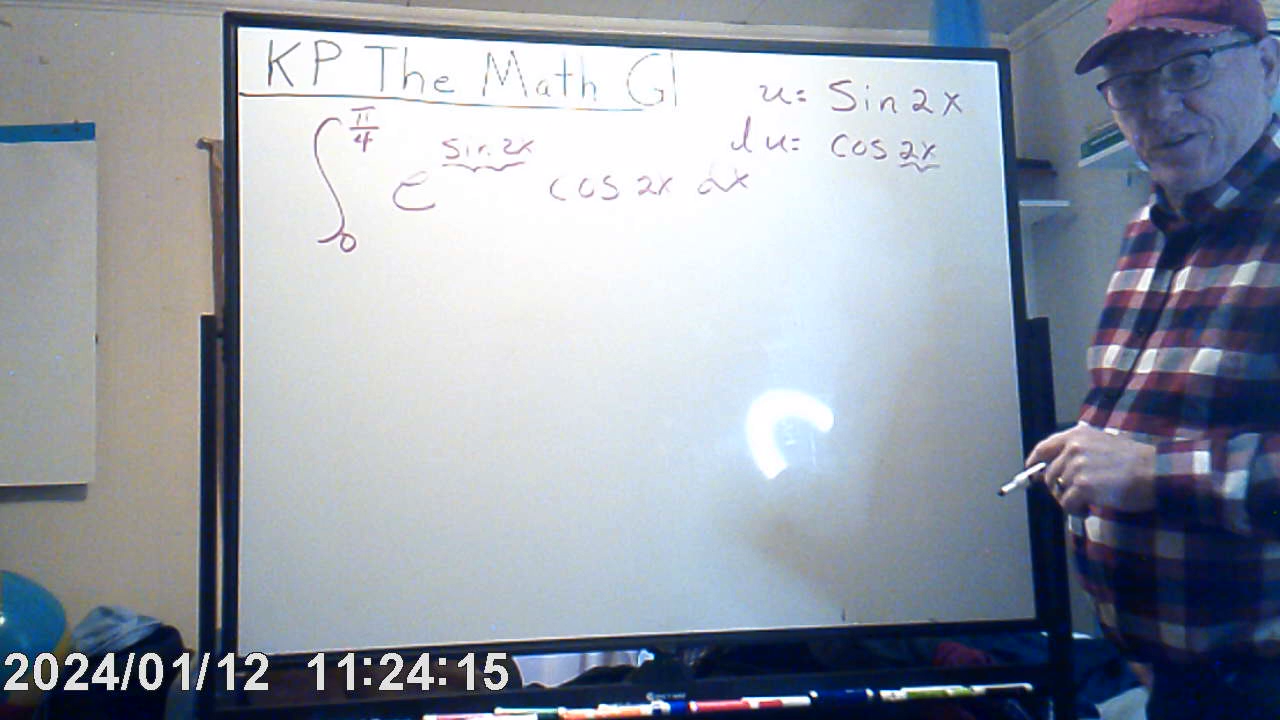 KP The Math G
u= Sin 2x
du= cos 2x
∫ π/4 0 e^sin 2x cos 2x dx
2024/01/12 11:24:15